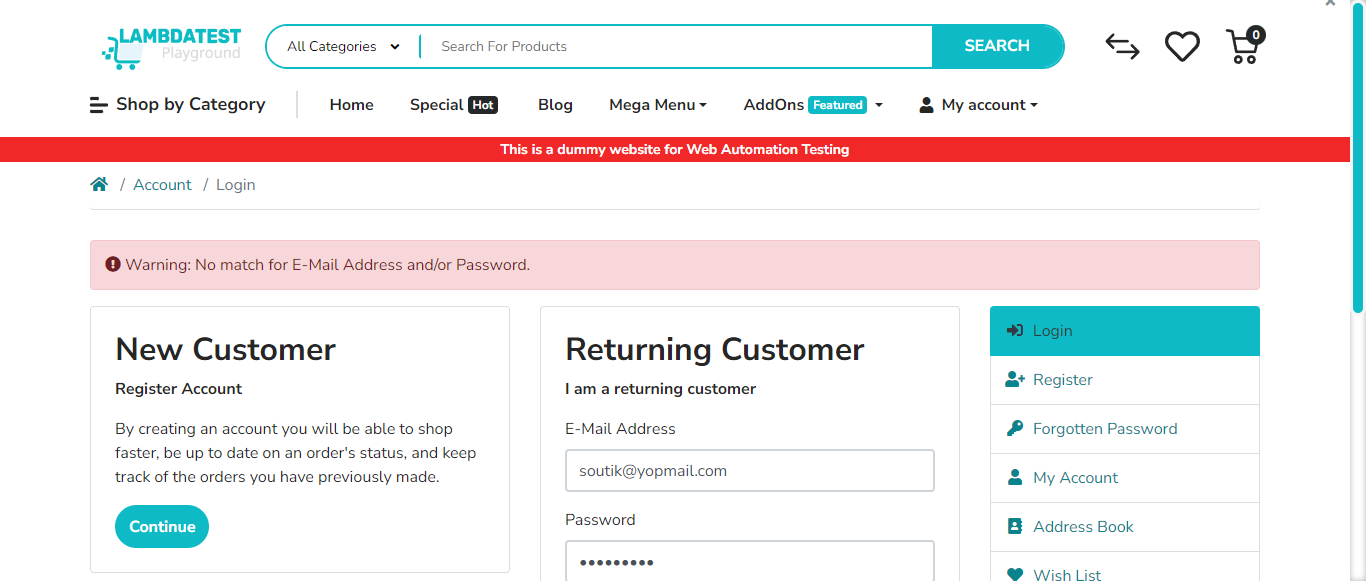 LAMBDATEST
Playground
All Categories
Search For Products
SEARCH
0
Shop by Category
Home
Special Hot
Blog
Mega Menu
AddOns Featured
My account
This is a dummy website for Web Automation Testing
/ Account / Login
Warning: No match for E-Mail Address and/or Password.
New Customer
Register Account
By creating an account you will be able to shop
faster, be up to date on an order's status, and keep
track of the orders you have previously made.
Continue
Returning Customer
I am a returning customer
E-Mail Address
soutik@yopmail.com
Password
•••••••••
Login
Register
Forgotten Password
My Account
Address Book
Wish List